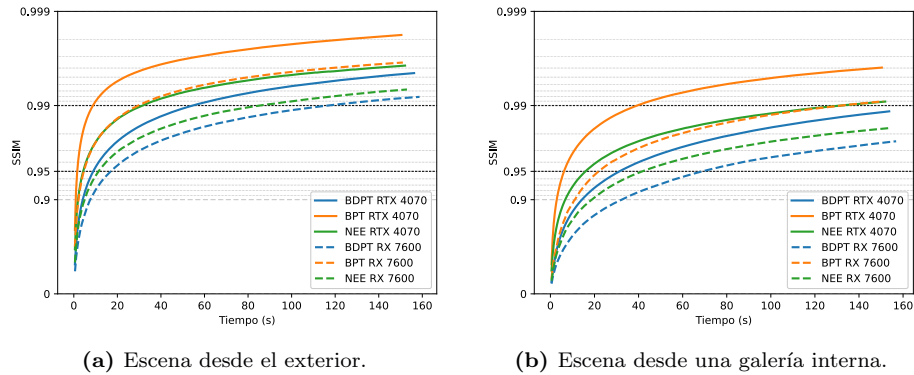 0.999
0.99
0.95
0.9
0
SSIM
0 20 40 60 80 100 120 140 160
Tiempo (s)
BDPT RTX 4070
BPT RTX 4070
NEE RTX 4070
BDPT RX 7600
BPT RX 7600
NEE RX 7600
(a) Escena desde el exterior.
0.999
0.99
0.95
0.9
0
SSIM
0 20 40 60 80 100 120 140 160
Tiempo (s)
BDPT RTX 4070
BPT RTX 4070
NEE RTX 4070
BDPT RX 7600
BPT RX 7600
NEE RX 7600
(b) Escena desde una galería interna.